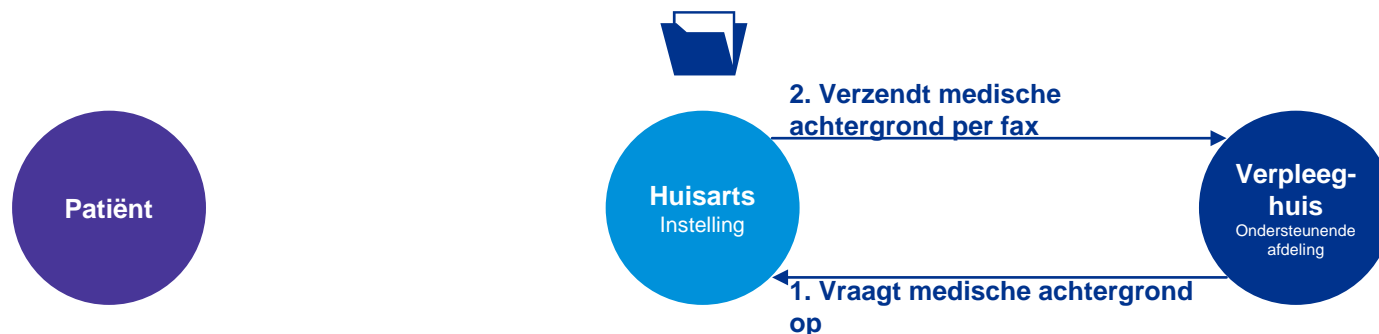 2. Verzendt medische
achtergrond per fax
Patiënt
Huisarts
Instelling
Verpleeg-
huis
Ondersteunende
afdeling
1. Vraagt medische achtergrond
op